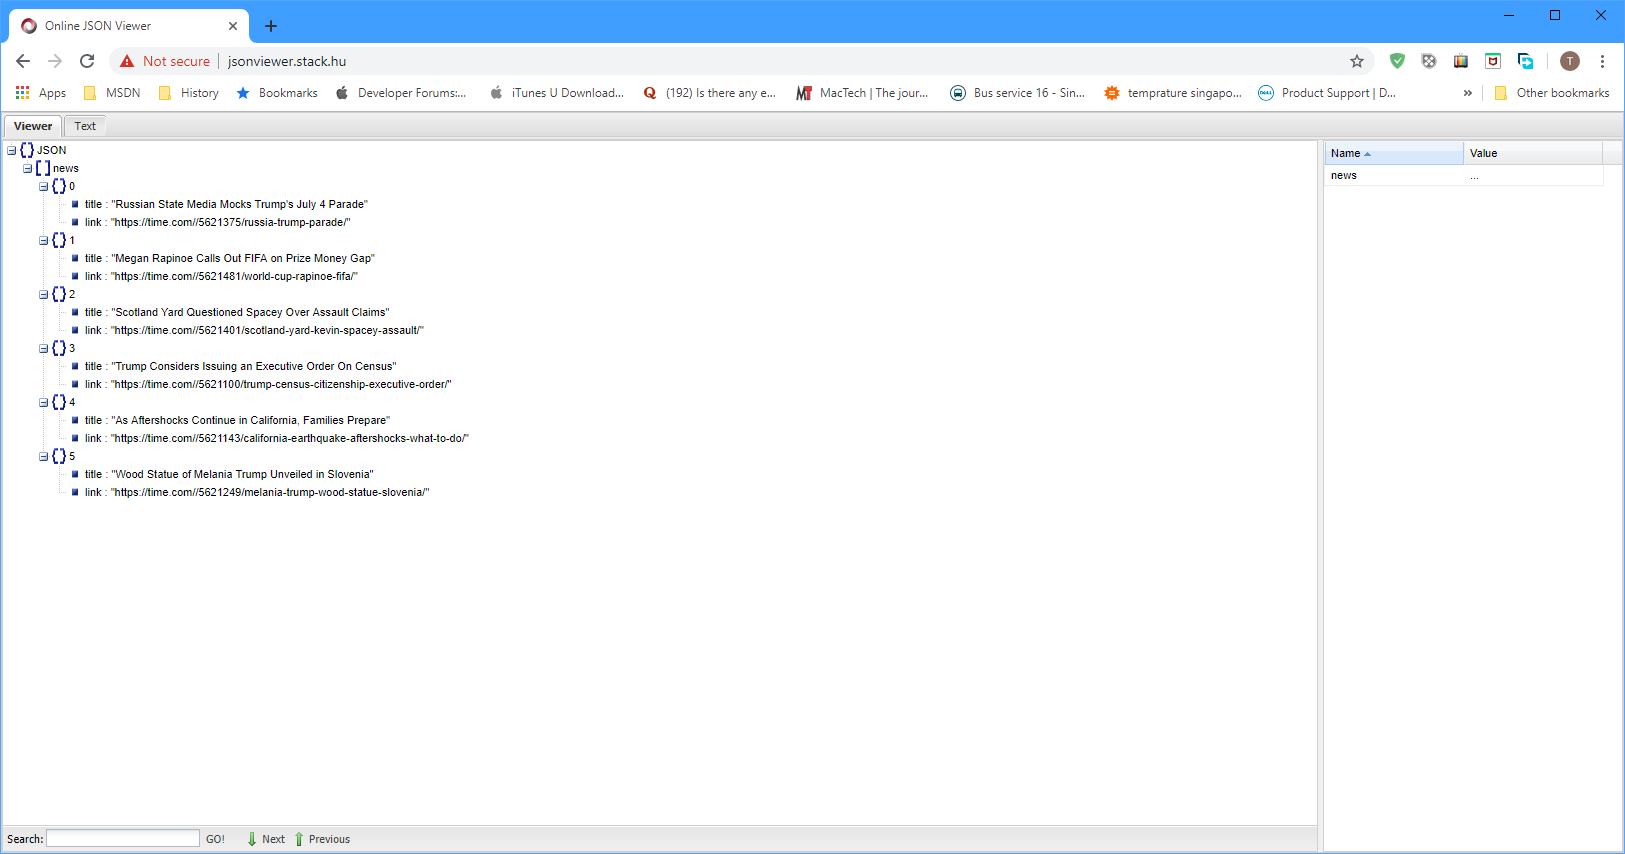 Online JSON Viewer
Not secure jsonviewer.stack.hu T
Apps MSDN History Bookmarks Developer Forums:... iTunes U Download... Q (192) Is there any e... MT MacTech | The jour... Bus service 16 - Sin... temprature singapo... DELL Product Support | D... » Other bookmarks
Viewer Text
{} JSON
[] news
{} 0
title : "Russian State Media Mocks Trump's July 4 Parade"
link : "https://time.com//5621375/russia-trump-parade/"
{} 1
title : "Megan Rapinoe Calls Out FIFA on Prize Money Gap"
link : "https://time.com//5621481/world-cup-rapinoe-fifa/"
{} 2
title : "Scotland Yard Questioned Spacey Over Assault Claims"
link : "https://time.com//5621401/scotland-yard-kevin-spacey-assault/"
{} 3
title : "Trump Considers Issuing an Executive Order On Census"
link : "https://time.com//5621100/trump-census-citizenship-executive-order/"
{} 4
title : "As Aftershocks Continue in California, Families Prepare"
link : "https://time.com//5621143/california-earthquake-aftershocks-what-to-do/"
{} 5
title : "Wood Statue of Melania Trump Unveiled in Slovenia"
link : "https://time.com//5621249/melania-trump-wood-statue-slovenia/"
Name Value
news ...
Search: GO! Next Previous